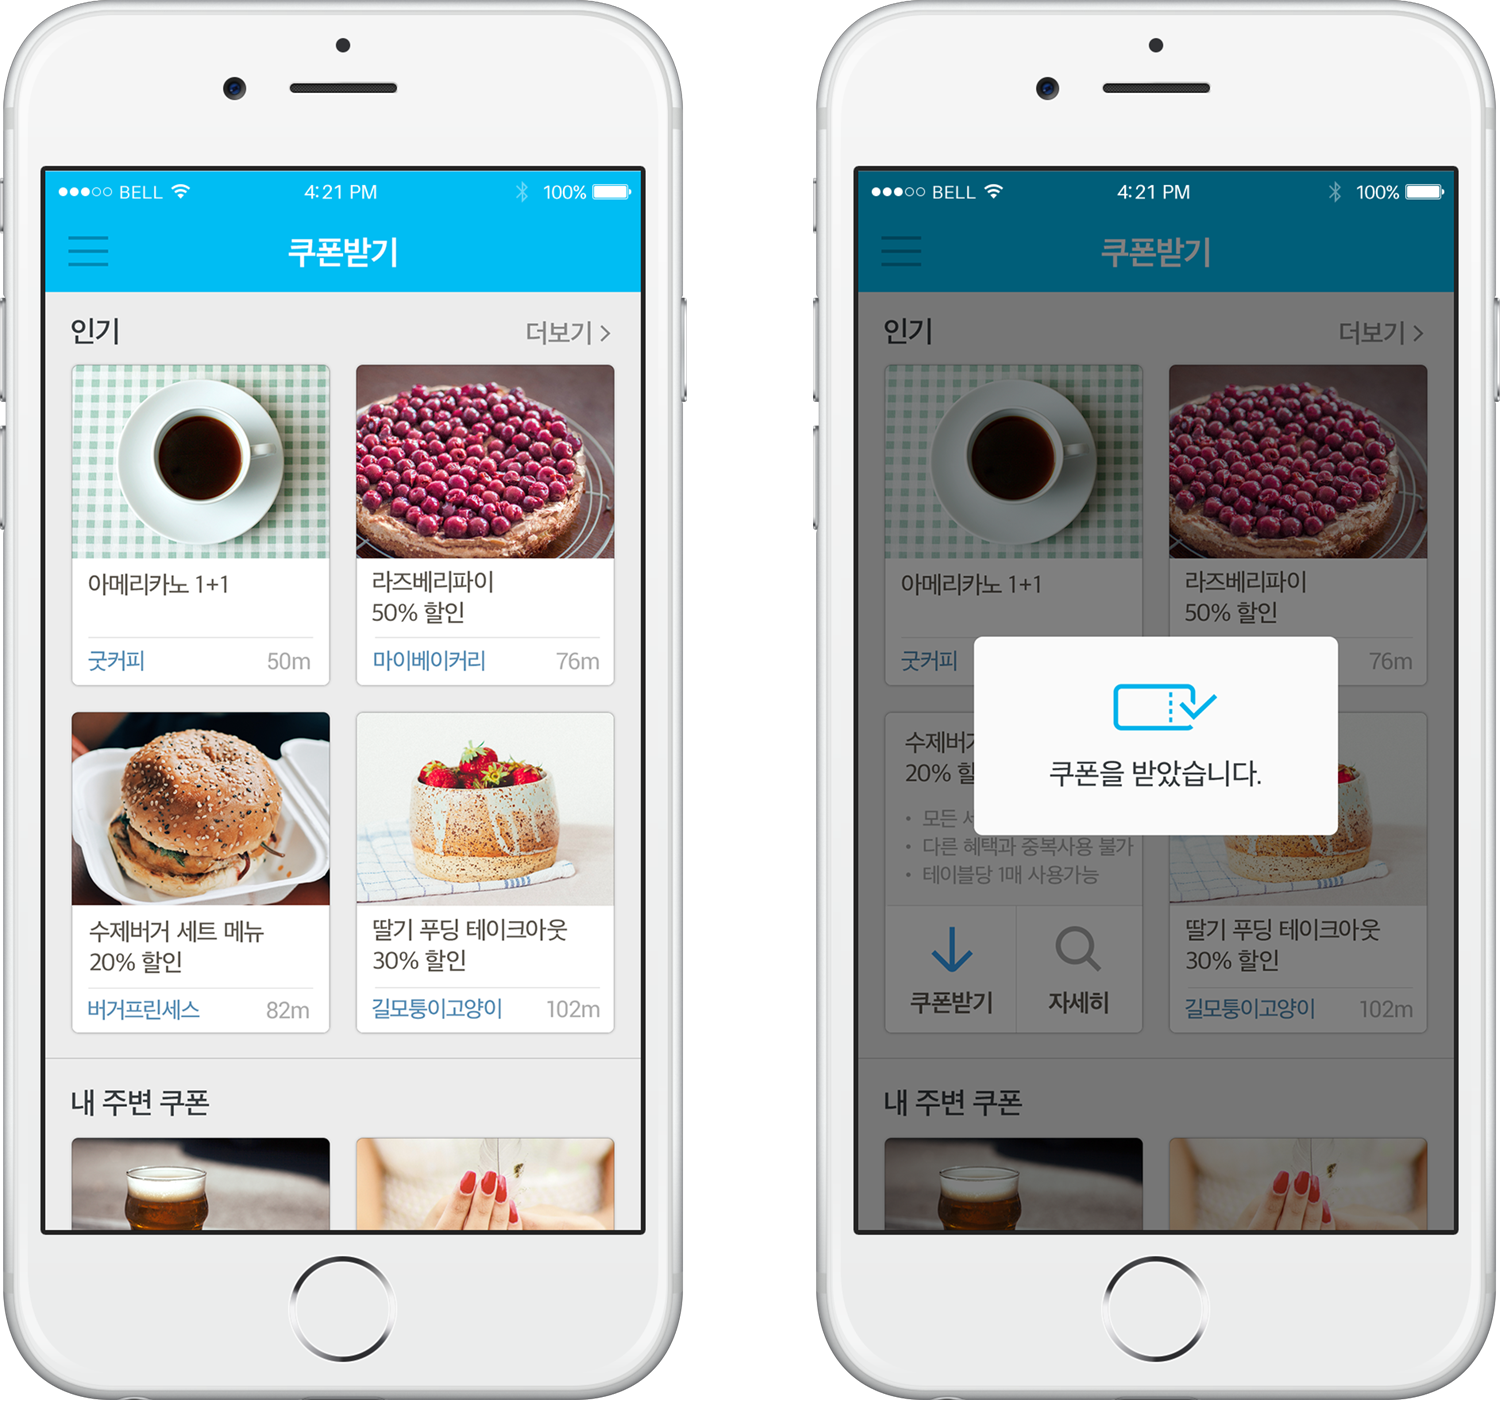 BELL 4:21 PM 100%
쿠폰받기
인기 더보기 >
아메리카노 1+1
굿커피 50m
라즈베리파이
50% 할인
마이베이커리 76m
수제버거 세트 메뉴
20% 할인
버거프린세스 82m
딸기 푸딩 테이크아웃
30% 할인
길모퉁이고양이 102m
내 주변 쿠폰
BELL 4:21 PM 100%
쿠폰받기
인기 더보기 >
아메리카노 1+1
굿커피
라즈베리파이
50% 할인
76m
쿠폰을 받았습니다.
수제버거
20% 할
• 모든
• 다른 혜택과 중복사용 불가
• 테이블당 1매 사용가능
쿠폰받기 자세히
딸기 푸딩 테이크아웃
30% 할인
길모퉁이고양이 102m
내 주변 쿠폰